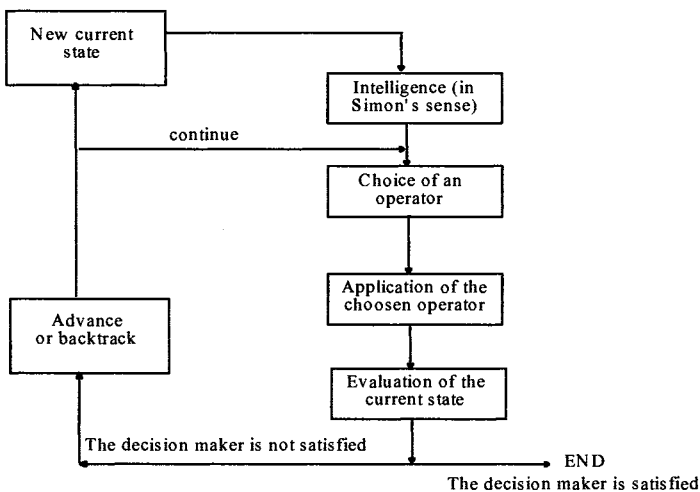 New current
state
Intelligence (in
Simon's sense)
continue
Choice of an
operator
Application of the
choosen operator
Advance
or backtrack
Evaluation of the
current state
The decision maker is not satisfied
END
The decision maker is satisfied